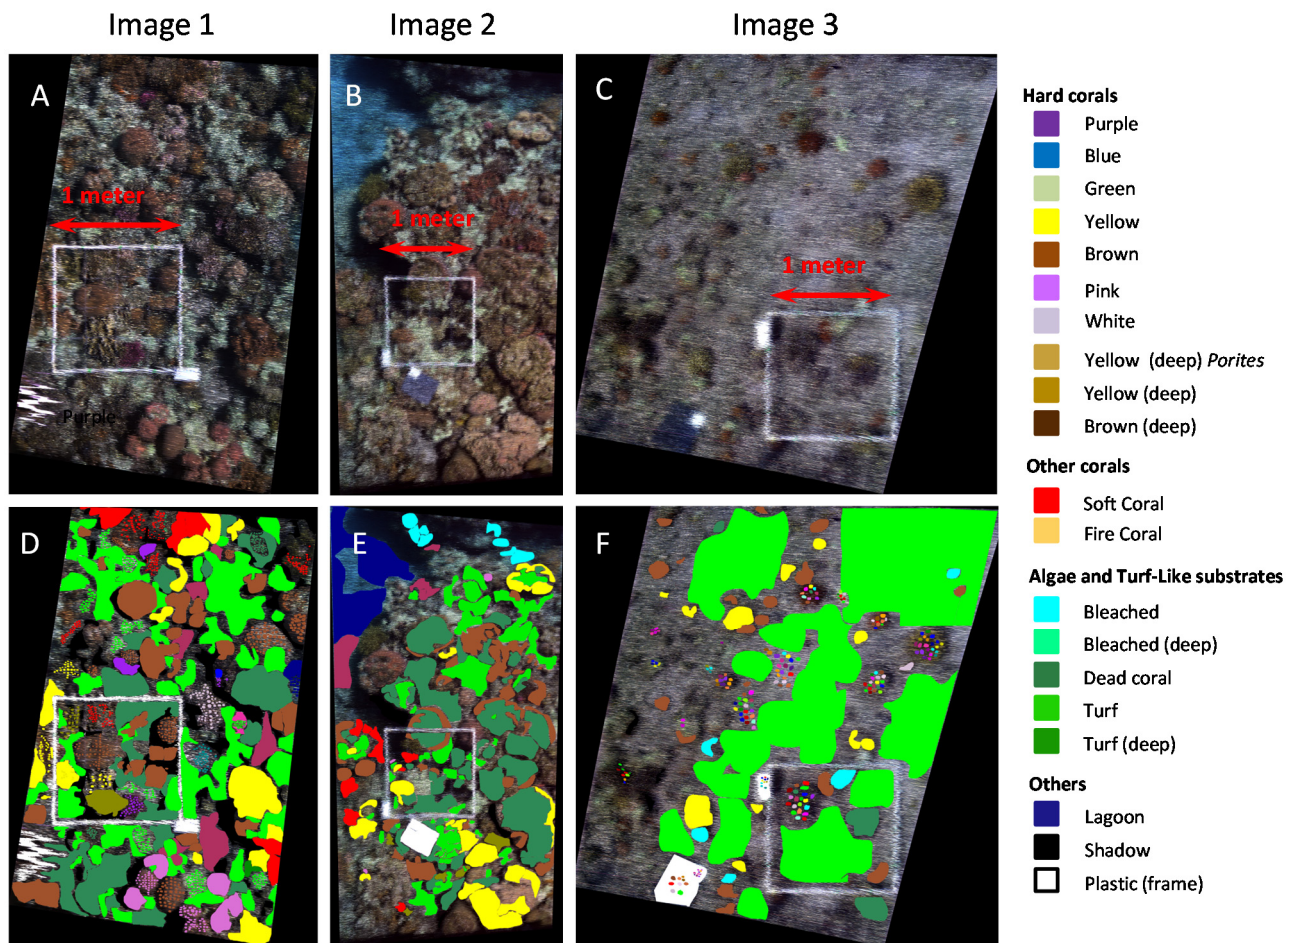 Image 1
Image 2
Image 3
A
B
C
1 meter
1 meter
1 meter
Purple
D
E
F
Hard corals
Purple
Blue
Green
Yellow
Brown
Pink
White
Yellow (deep) Porites
Yellow (deep)
Brown (deep)
Other corals
Soft Coral
Fire Coral
Algae and Turf-Like substrates
Bleached
Bleached (deep)
Dead coral
Turf
Turf (deep)
Others
Lagoon
Shadow
Plastic (frame)